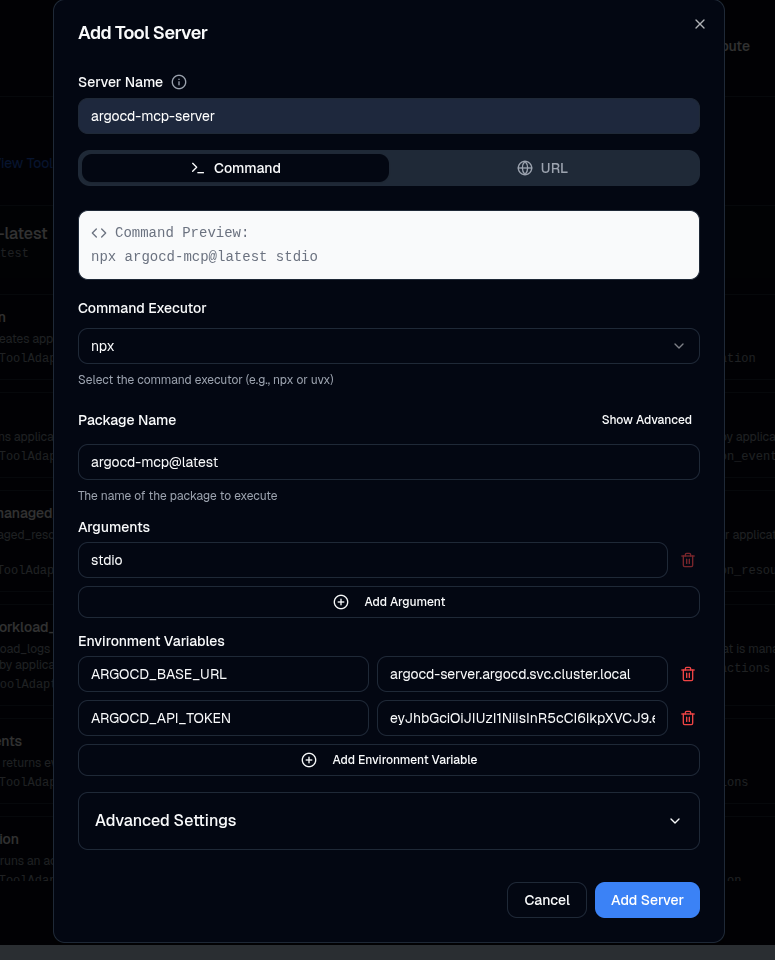 Add Tool Server
Server Name
argocd-mcp-server
Command
URL
Command Preview:
npx argocd-mcp@latest stdio
Command Executor
npx
Select the command executor (e.g., npx or uvx)
Package Name
Show Advanced
argocd-mcp@latest
The name of the package to execute
Arguments
stdio
Add Argument
Environment Variables
ARGOCD_BASE_URL
argocd-server.argocd.svc.cluster.local
ARGOCD_API_TOKEN
eyJhbGciOiJIUzI1NiIsInR5cCI6IkpXVCJ9.e
Add Environment Variable
Advanced Settings
Cancel
Add Server